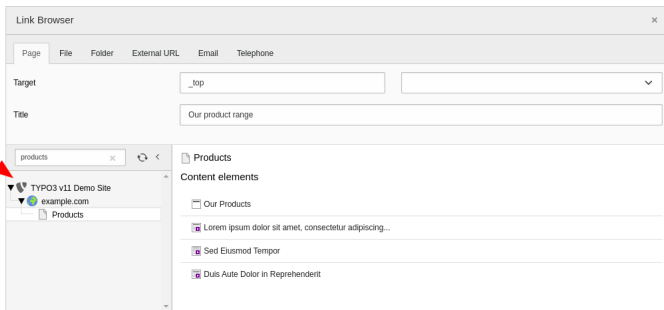 Link Browser
Page File Folder External URL Email Telephone
Target _top
Title Our product range
products
Products
Content elements
TYPO3 v11 Demo Site
example.com
Products
Our Products
Lorem ipsum dolor sit amet, consectetur adipiscing...
Sed Eiusmod Tempor
Duis Aute Dolor in Reprehenderit